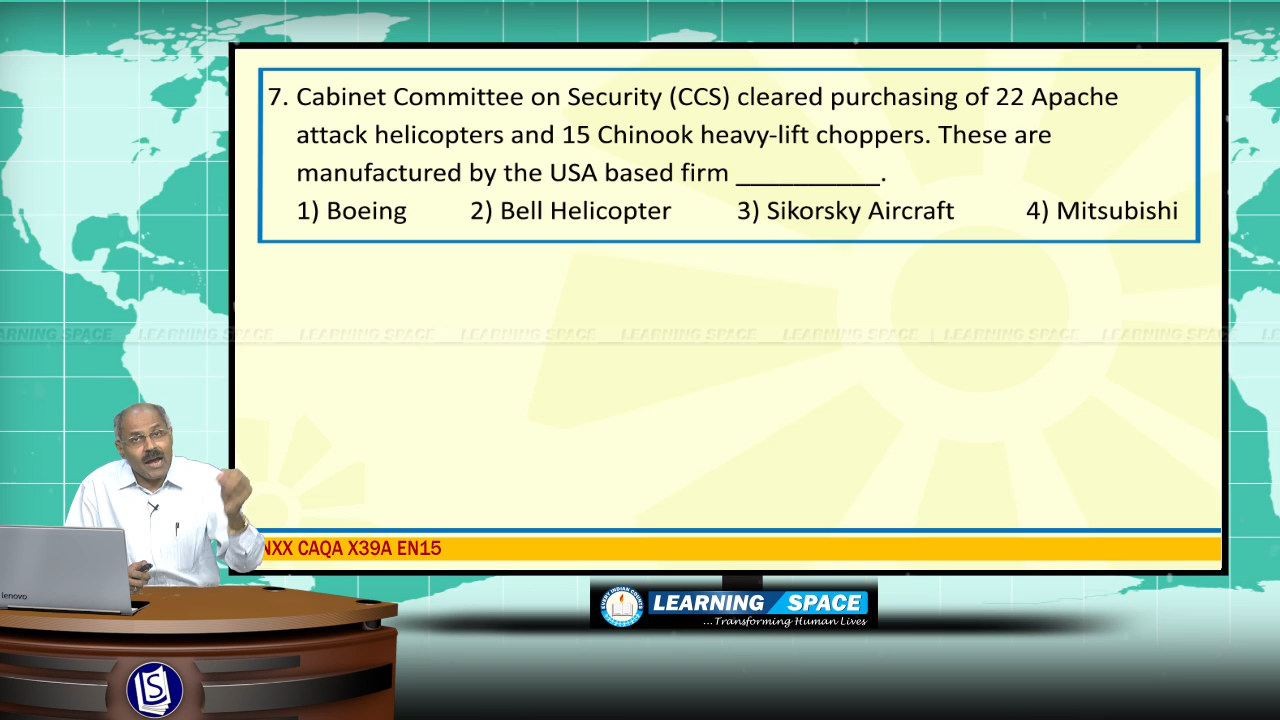 7. Cabinet Committee on Security (CCS) cleared purchasing of 22 Apache
attack helicopters and 15 Chinook heavy-lift choppers. These are
manufactured by the USA based firm __________.
1) Boeing 2) Bell Helicopter 3) Sikorsky Aircraft 4) Mitsubishi
LEARNING SPACE LEARNING SPACE LEARNING SPACE LEARNING SPACE LEARNING SPACE LEARNING SPACE LEARNING SPACE LEARNING SPACE
NXX CAQA X39A EN15
lenovo
EVERY INDIAN COUNTS
LEARNING SPACE
...Transforming Human Lives
LS